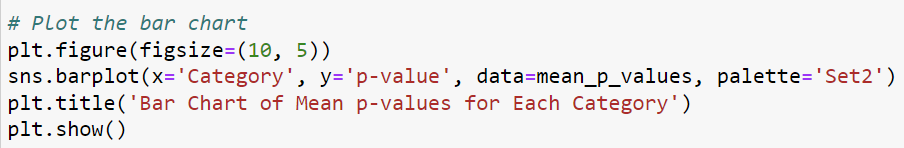 # Plot the bar chart
plt.figure(figsize=(10, 5))
sns.barplot(x='Category', y='p-value', data=mean_p_values, palette='Set2')
plt.title('Bar Chart of Mean p-values for Each Category')
plt.show()